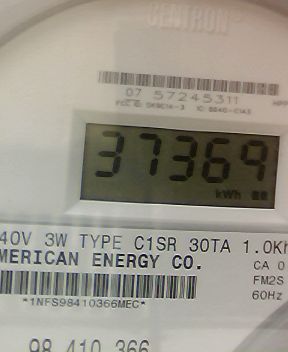 CENTRON
07 57245311
37369
kWh
40V 3W TYPE C1SR 30TA 1.0Kh
MERICAN ENERGY CO.
CA 0
FM2S
60Hz
*1NFS98410366MEC*
98 410 366